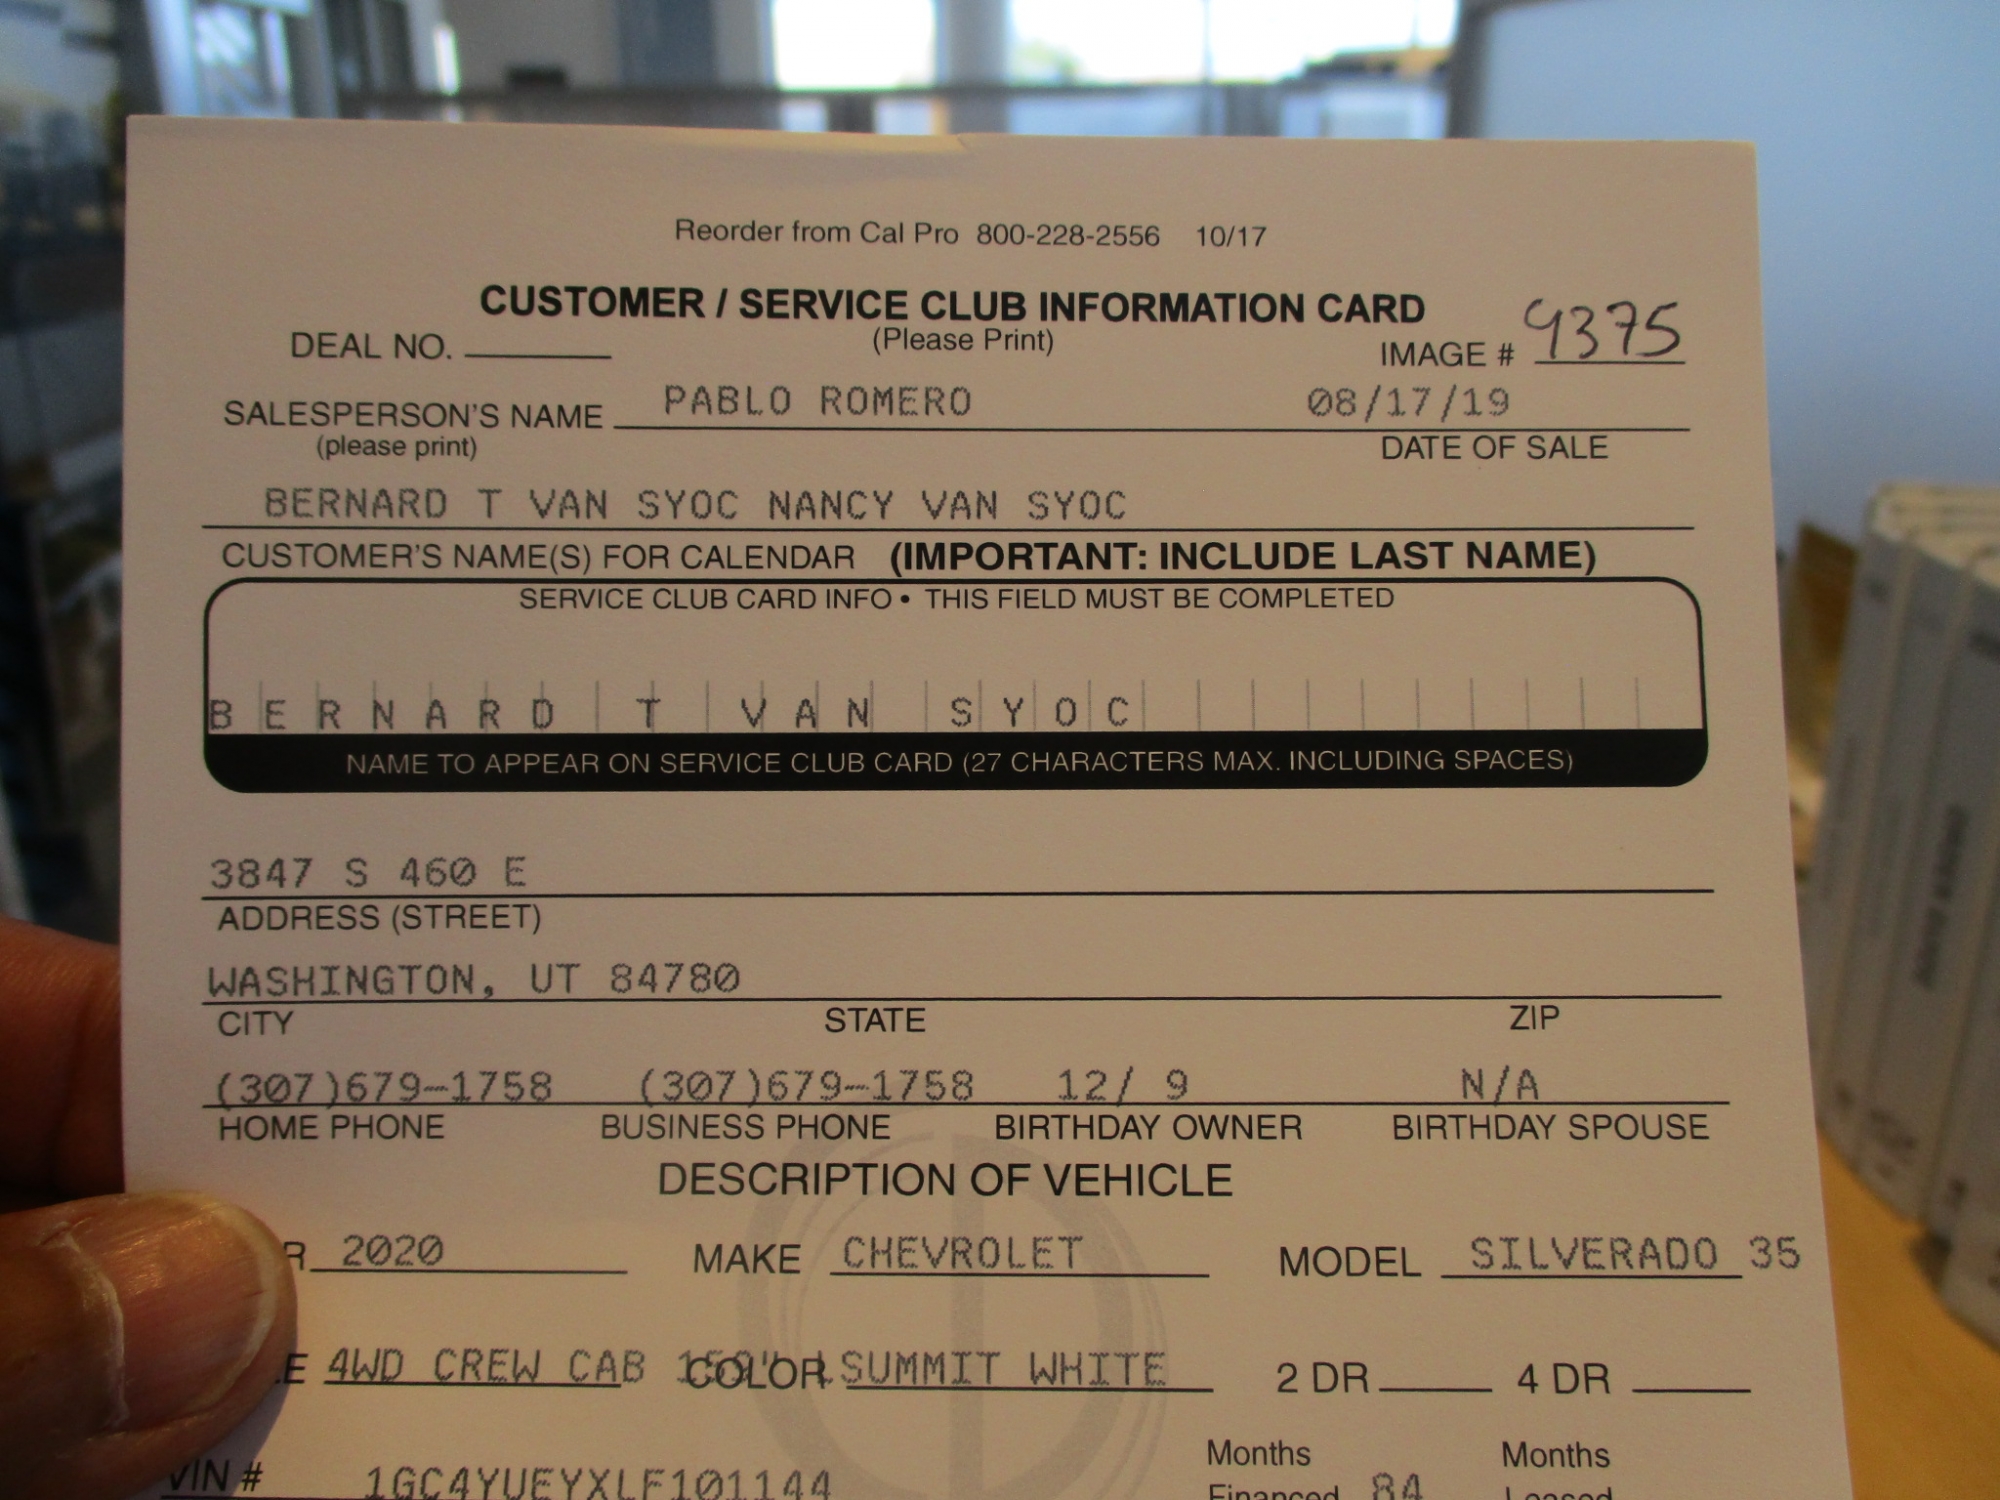 Reorder from Cal Pro 800-228-2556 10/17
CUSTOMER / SERVICE CLUB INFORMATION CARD
(Please Print)
DEAL NO. IMAGE # 9375
SALESPERSON'S NAME PABLO ROMERO 08/17/19
(please print) DATE OF SALE
BERNARD T VAN SYOC NANCY VAN SYOC
CUSTOMER'S NAME(S) FOR CALENDAR (IMPORTANT: INCLUDE LAST NAME)
SERVICE CLUB CARD INFO • THIS FIELD MUST BE COMPLETED
BERNARD T VAN SYOC
NAME TO APPEAR ON SERVICE CLUB CARD (27 CHARACTERS MAX. INCLUDING SPACES)
3847 S 460 E
ADDRESS (STREET)
WASHINGTON, UT 84780
CITY STATE ZIP
(307)679-1758 (307)679-1758 12/ 9 N/A
HOME PHONE BUSINESS PHONE BIRTHDAY OWNER BIRTHDAY SPOUSE
DESCRIPTION OF VEHICLE
R 2020 MAKE CHEVROLET MODEL SILVERADO 35
E 4WD CREW CAB COLOR SUMMIT WHITE 2 DR 4 DR
Months Months
VIN # 1GC4YUEYXLF101144 Financed 84 Leased